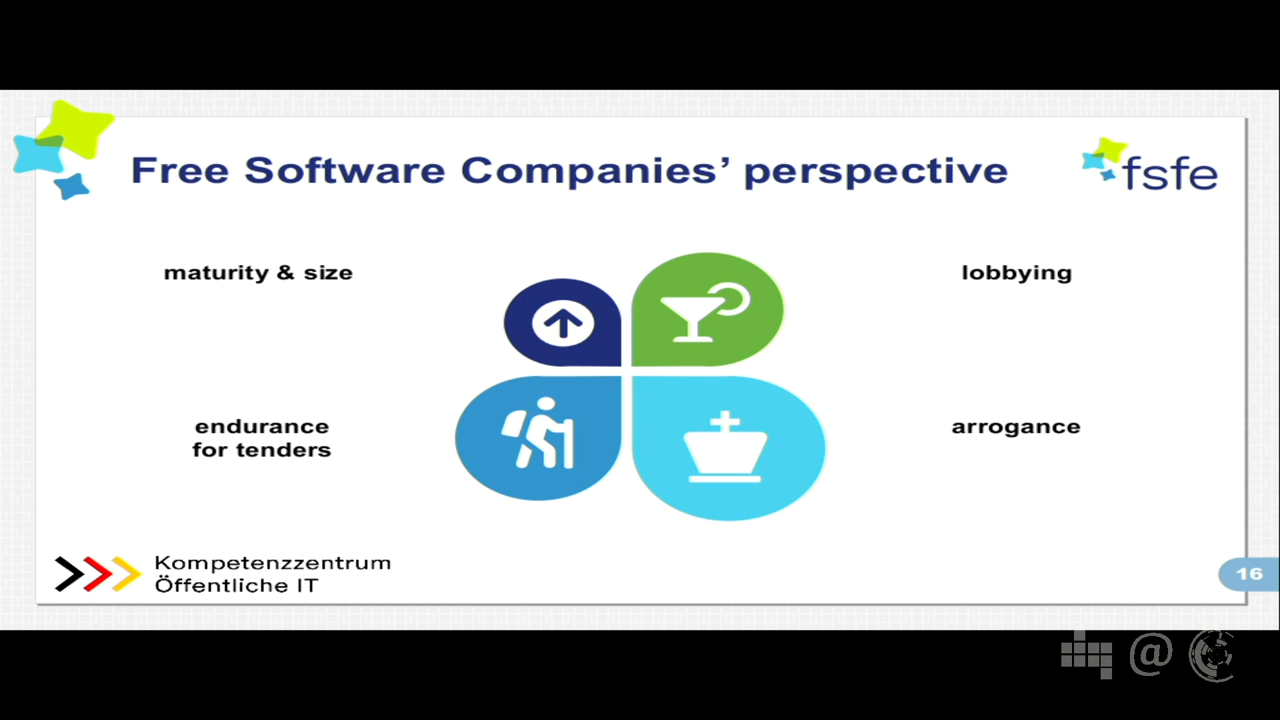 Free Software Companies’ perspective
fsfe
maturity & size
lobbying
endurance
for tenders
arrogance
Kompetenzzentrum
Öffentliche IT
16
@